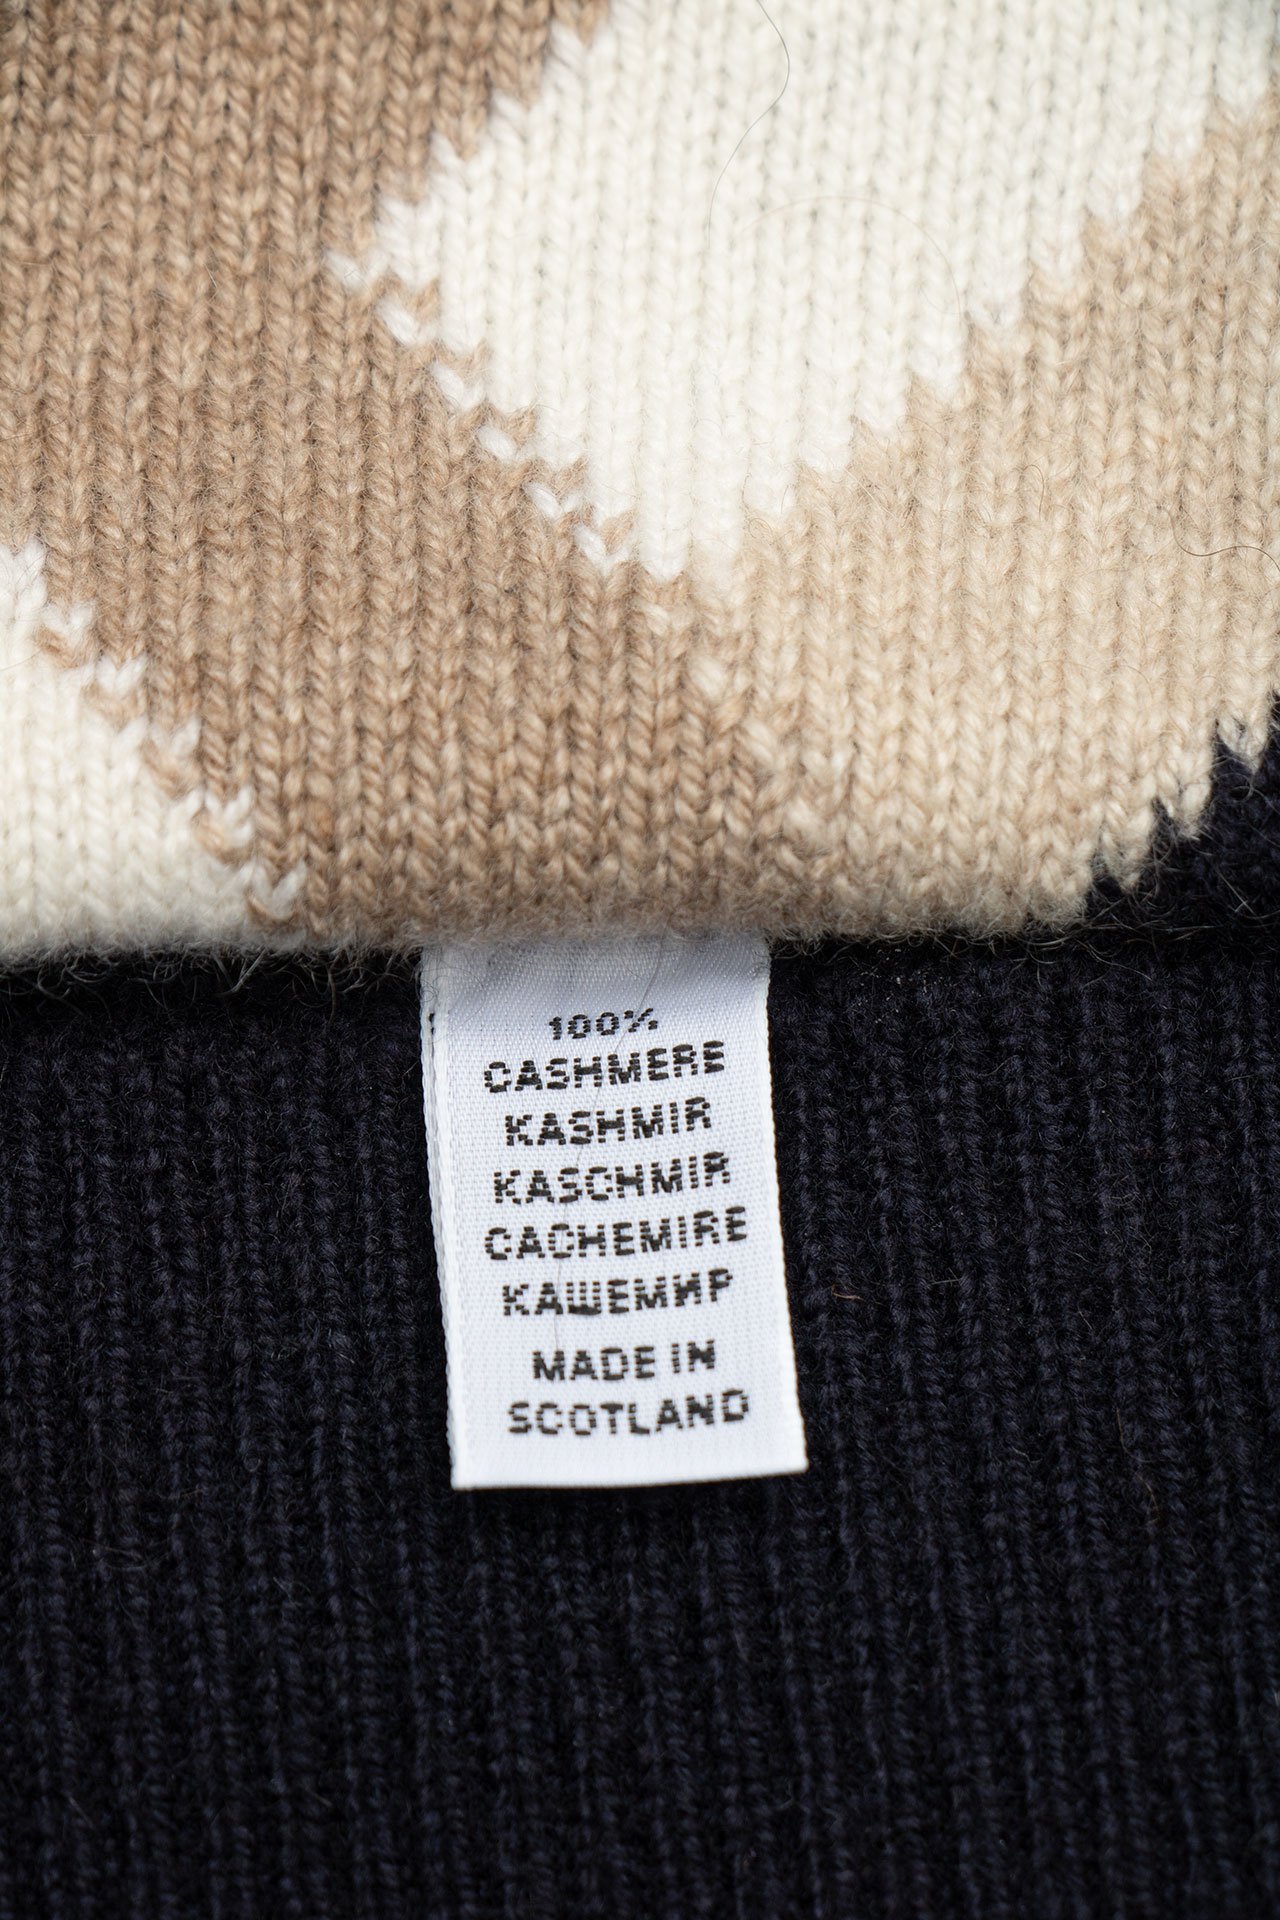 100%
CASHMERE
KASHMIR
KASCHMIR
CACHEMIRE
КАШЕМИР
MADE IN
SCOTLAND